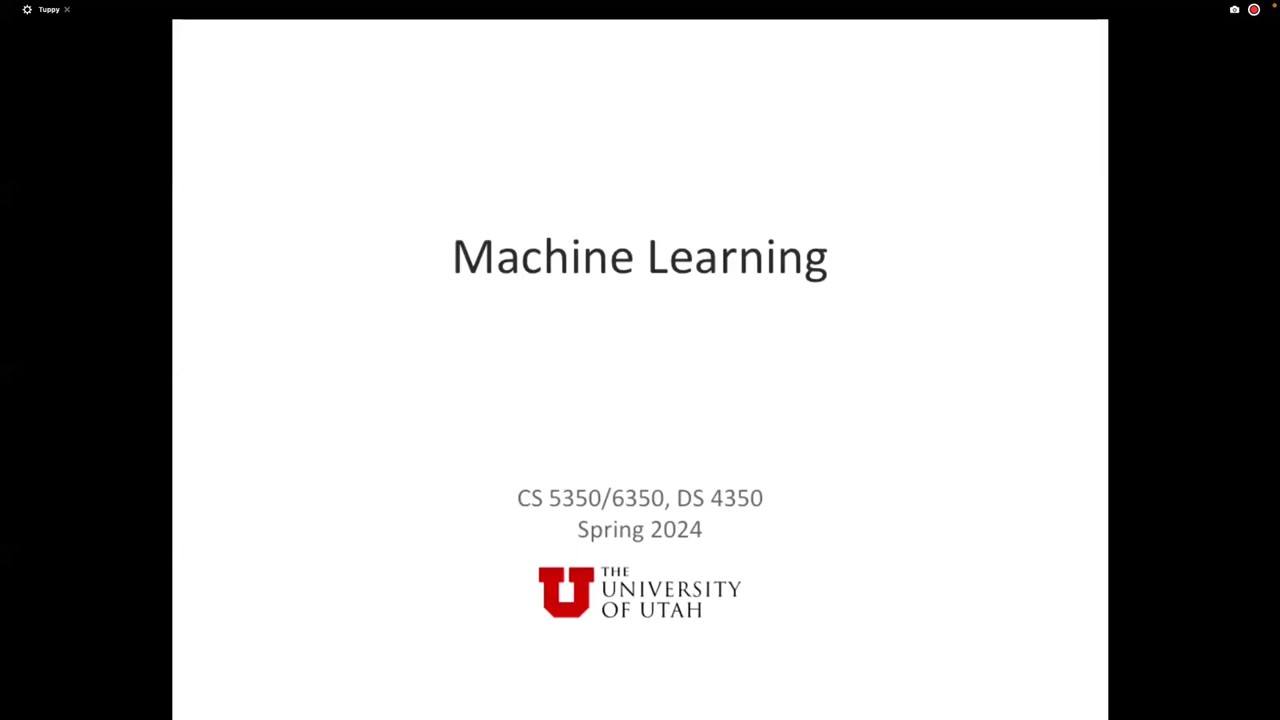 Tuppy
Machine Learning
CS 5350/6350, DS 4350
Spring 2024
THE
UNIVERSITY
OF UTAH